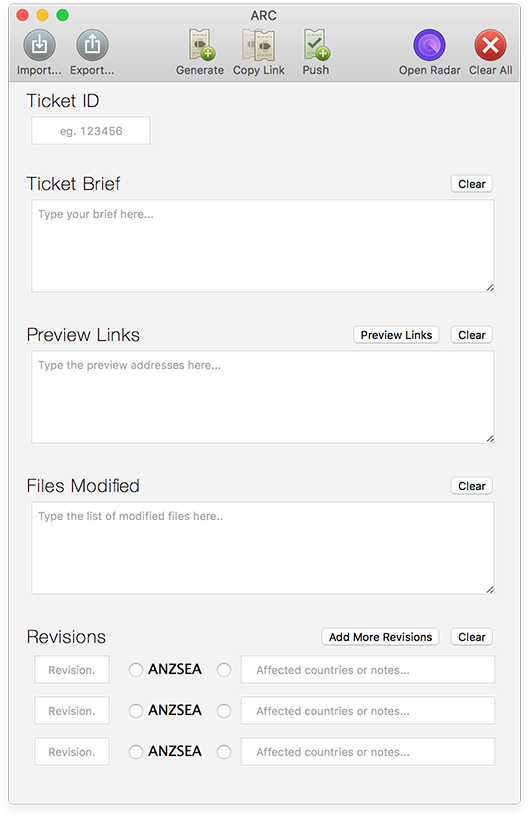 ARC
Import... Export... Generate Copy Link Push Open Radar Clear All
Ticket ID
eg. 123456
Ticket Brief Clear
Type your brief here...
Preview Links Preview Links Clear
Type the preview addresses here...
Files Modified Clear
Type the list of modified files here..
Revisions Add More Revisions Clear
Revision. ANZSEA Affected countries or notes...
Revision. ANZSEA Affected countries or notes...
Revision. ANZSEA Affected countries or notes...